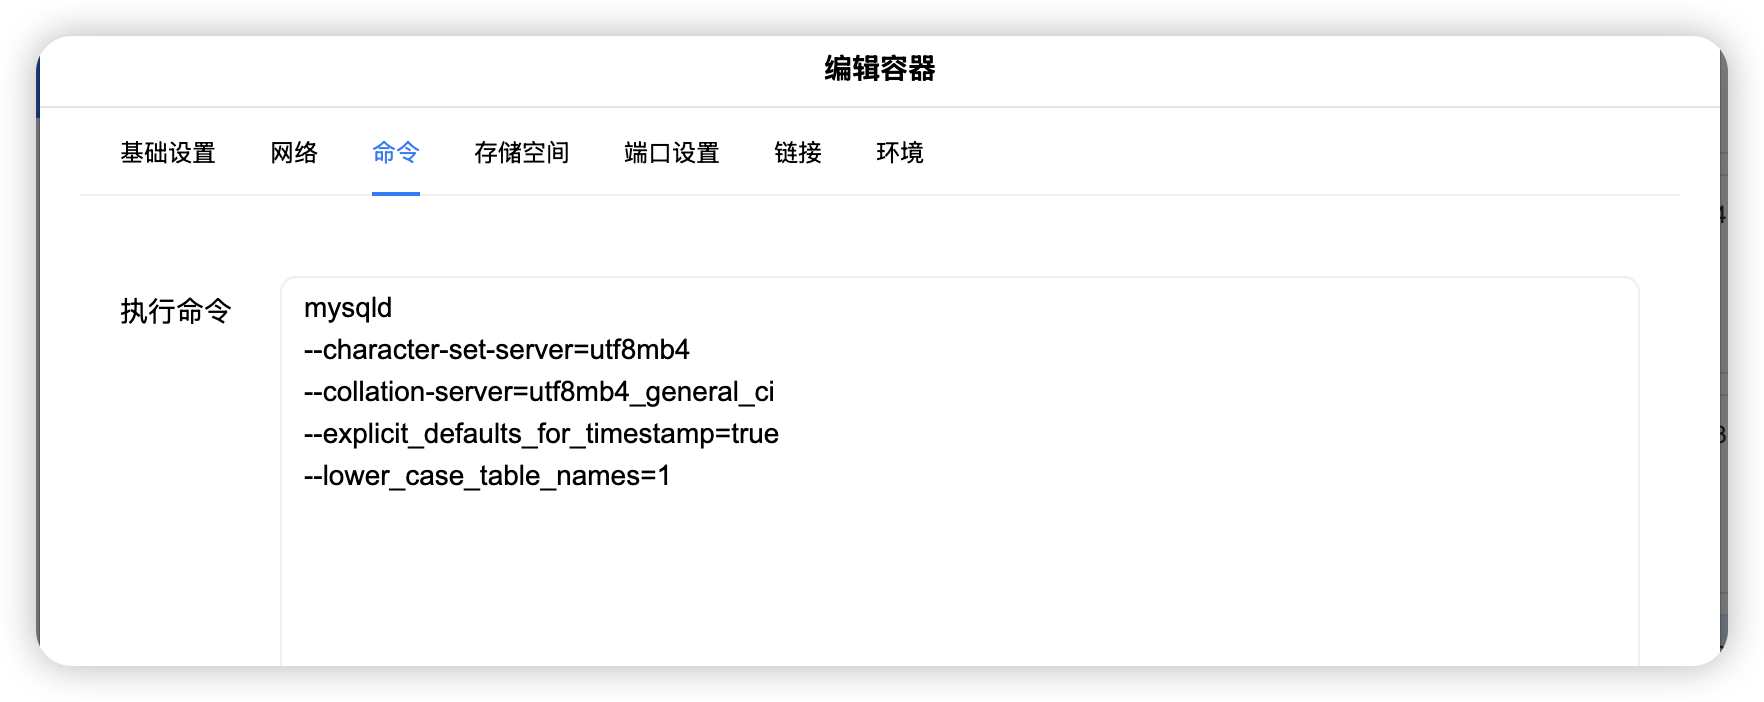 编辑容器
基础设置 网络 命令 存储空间 端口设置 链接 环境
执行命令
mysqld
--character-set-server=utf8mb4
--collation-server=utf8mb4_general_ci
--explicit_defaults_for_timestamp=true
--lower_case_table_names=1